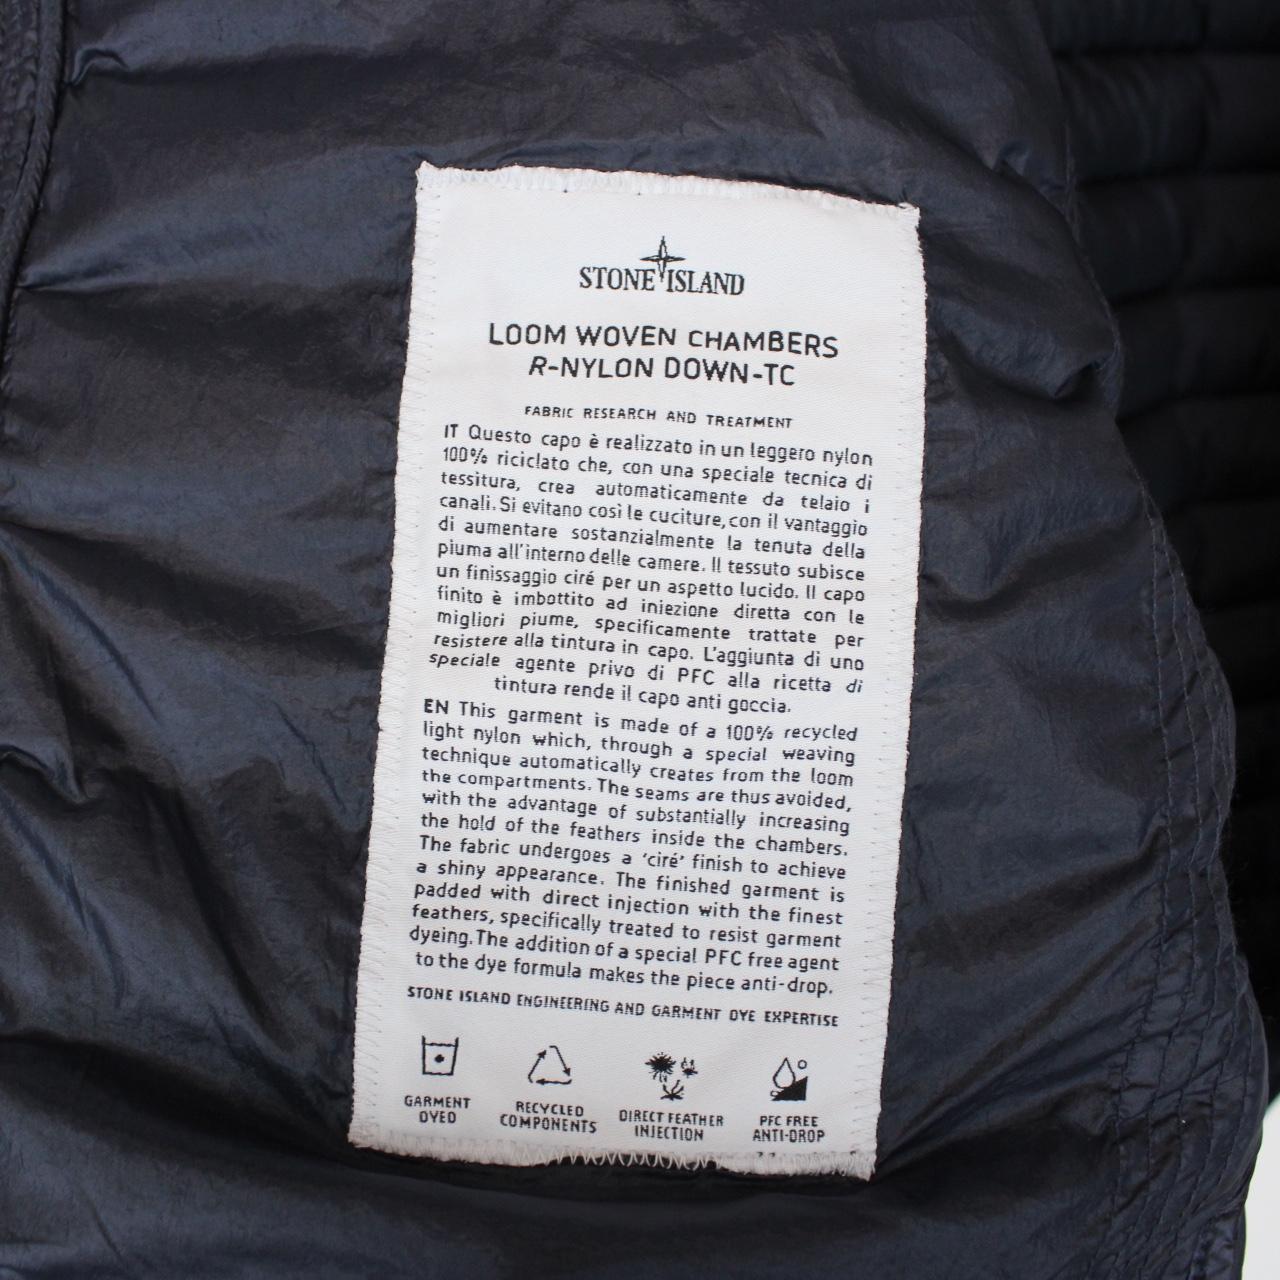 STONE ISLAND
LOOM WOVEN CHAMBERS
R-NYLON DOWN-TC
FABRIC RESEARCH AND TREATMENT
IT Questo capo è realizzato in un leggero nylon
100% riciclato che, con una speciale tecnica di
tessitura, crea automaticamente da telaio i
canali. Si evitano così le cuciture, con il vantaggio
di aumentare sostanzialmente la tenuta della
piuma all'interno delle camere. Il tessuto subisce
un finissaggio ciré per un aspetto lucido. Il capo
finito è imbottito ad iniezione diretta con le
migliori piume, specificamente trattate per
resistere alla tintura in capo. L'aggiunta di uno
speciale agente privo di PFC alla ricetta di
tintura rende il capo anti goccia.
EN This garment is made of a 100% recycled
light nylon which, through a special weaving
technique automatically creates from the loom
the compartments. The seams are thus avoided,
with the advantage of substantially increasing
the hold of the feathers inside the chambers.
The fabric undergoes a 'ciré' finish to achieve
a shiny appearance. The finished garment is
padded with direct injection with the finest
feathers, specifically treated to resist garment
dyeing. The addition of a special PFC free agent
to the dye formula makes the piece anti-drop.
STONE ISLAND ENGINEERING AND GARMENT DYE EXPERTISE
GARMENT
DYED
RECYCLED
COMPONENTS
DIRECT FEATHER
INJECTION
PFC FREE
ANTI-DROP